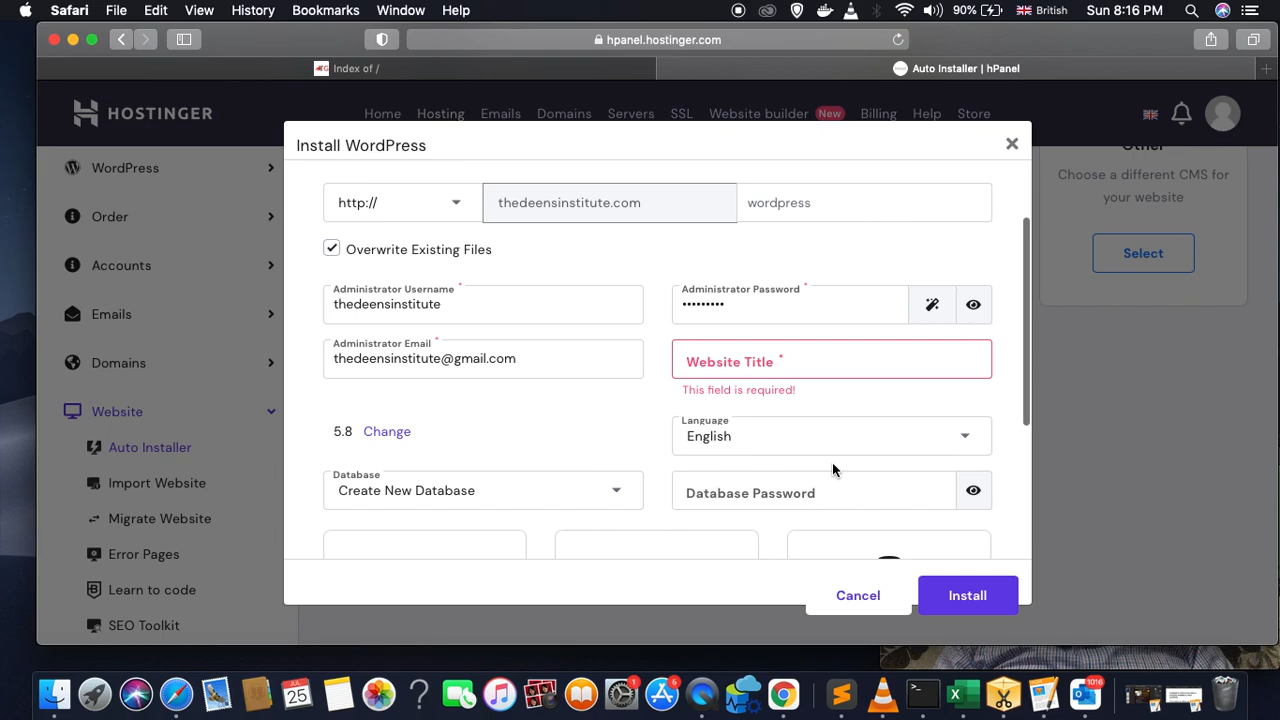 Safari File Edit View History Bookmarks Window Help 90% British Sun 8:16 PM
hpanel.hostinger.com
Index of / Auto Installer | hPanel
HOSTINGER Home Hosting Emails Domains Servers SSL Website builder New Billing Help Store
Install WordPress
Other
Choose a different CMS for
your website
Select
WordPress
Order
Accounts
Emails
Domains
Website
Auto Installer
Import Website
Migrate Website
Error Pages
Learn to code
SEO Toolkit
http:// thedeensinstitute.com wordpress
Overwrite Existing Files
Administrator Username * Administrator Password *
thedeensinstitute •••••••••
Administrator Email *
thedeensinstitute@gmail.com Website Title *
This field is required!
Language
5.8 Change English
Database
Create New Database Database Password
Cancel Install
JUL
25
1
5
1016